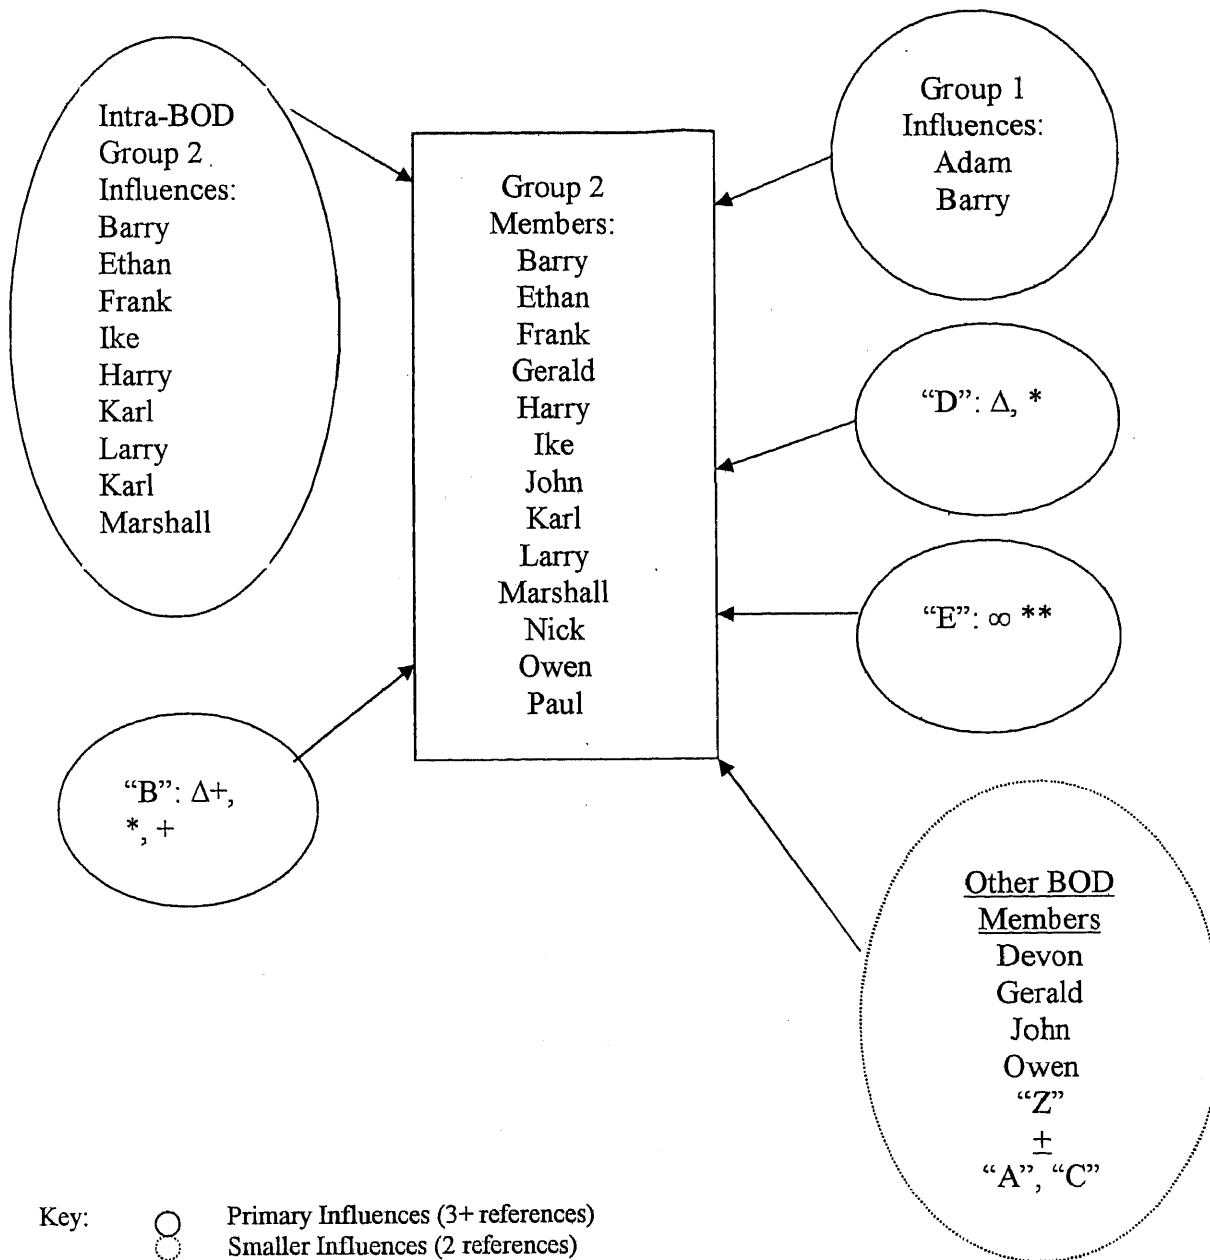 Intra-BOD
Group 2
Influences:
Barry
Ethan
Frank
Ike
Harry
Karl
Larry
Karl
Marshall
Group 2
Members:
Barry
Ethan
Frank
Gerald
Harry
Ike
John
Karl
Larry
Marshall
Nick
Owen
Paul
Group 1
Influences:
Adam
Barry
“D”: Δ, *
“E”: ∞ **
“B”: Δ+,
*, +
Other BOD
Members
Devon
Gerald
John
Owen
“Z”
+
“A”, “C”
Key:
Primary Influences (3+ references)
Smaller Influences (2 references)